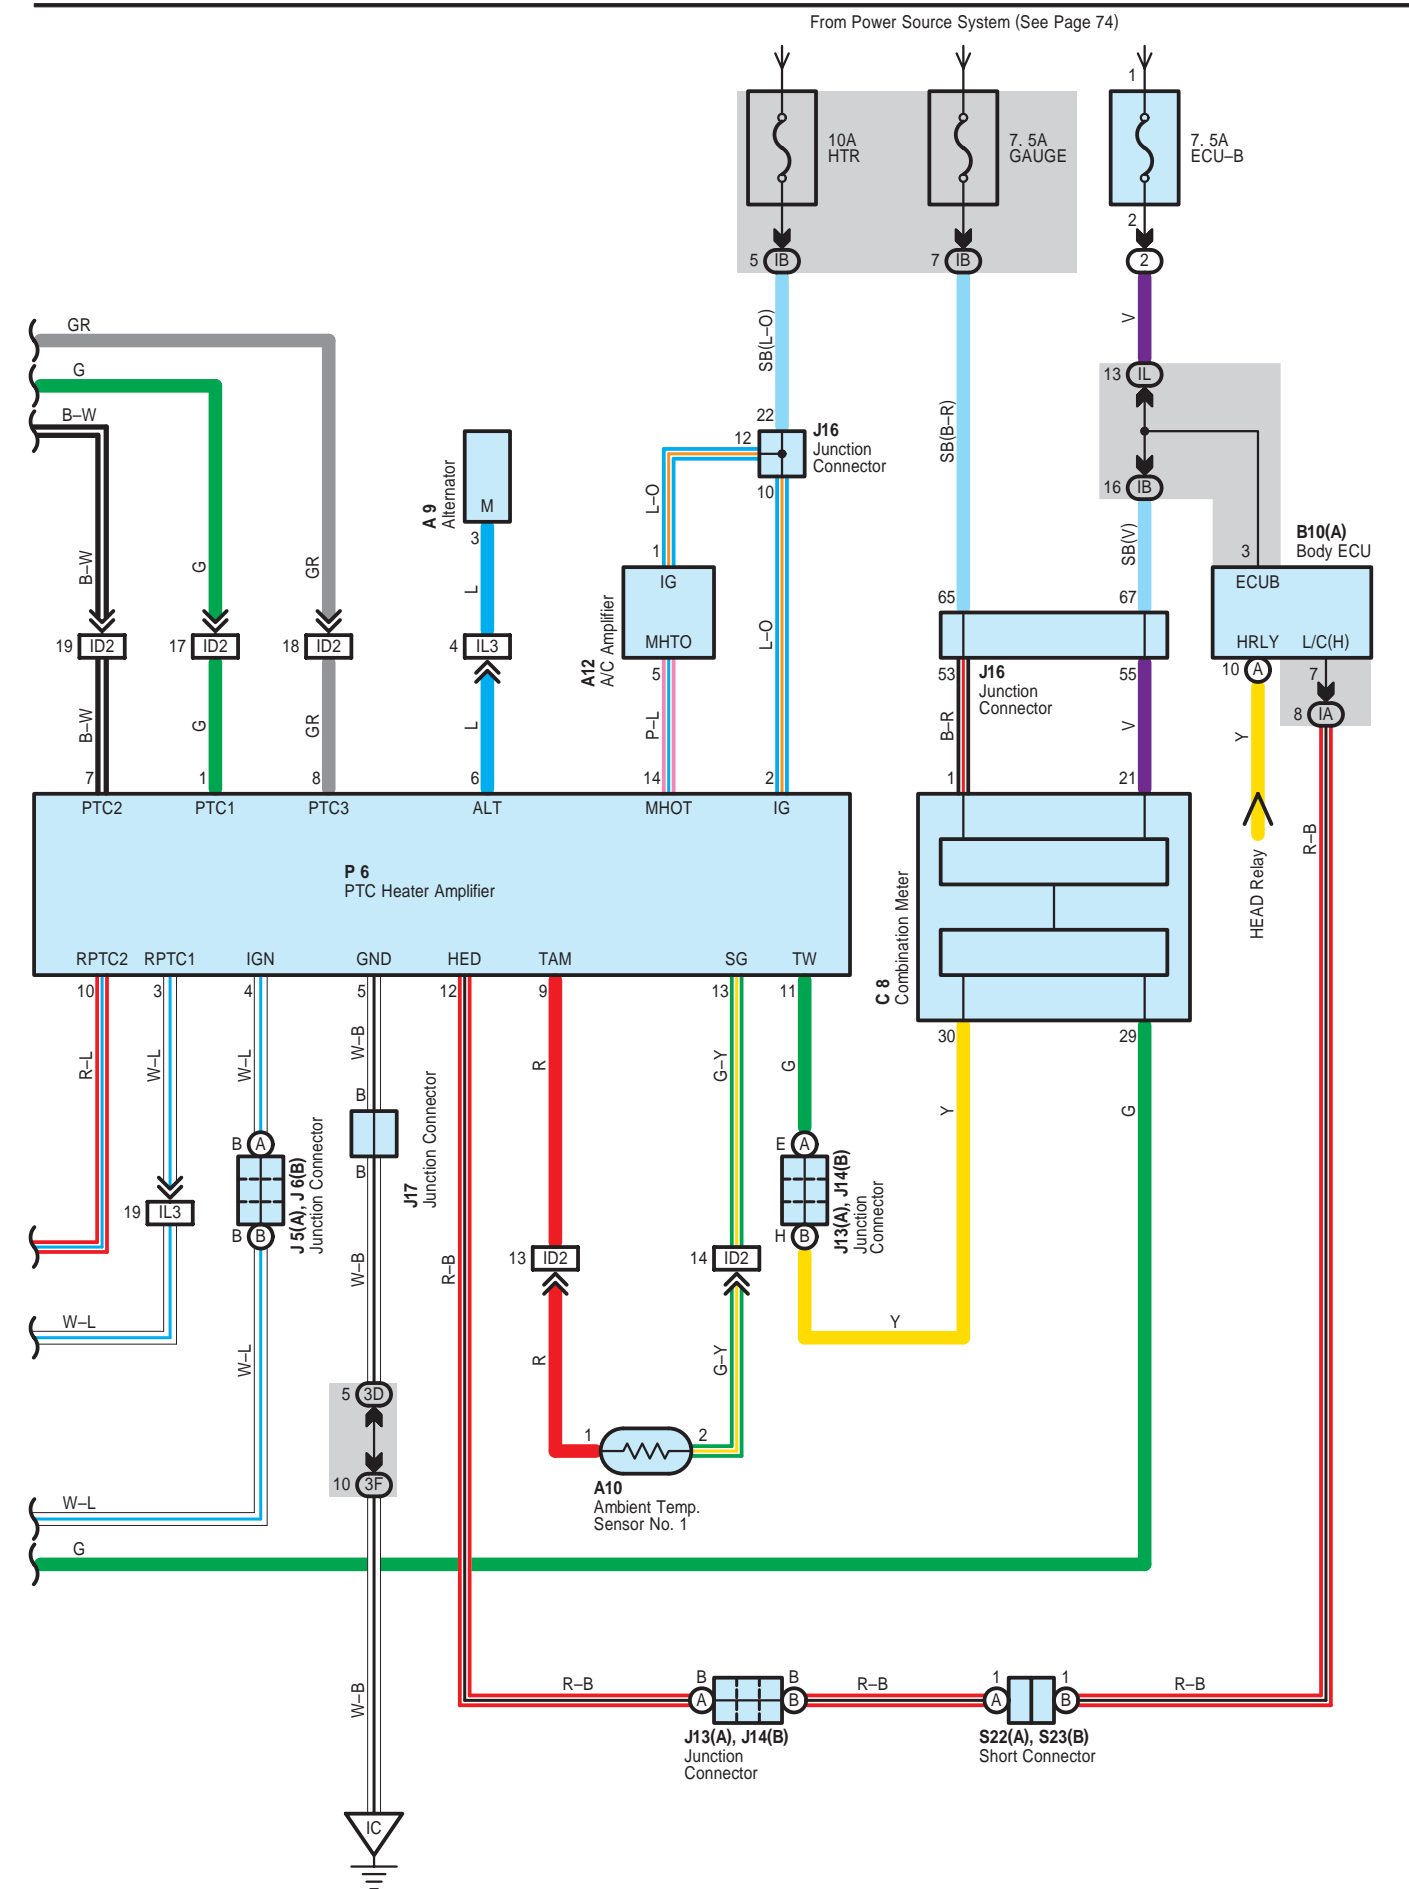 From Power Source System (See Page 74)
1
10A
HTR
7. 5A
GAUGE
7. 5A
ECU–B
2
5 IB
7 IB
2
GR
G
B–W
SB(L–O)
SB(B–R)
V
13 IL
22
12
J16
Junction
Connector
10
16 IB
A 9
Alternator
M
3
L–O
L–O
SB(V)
B10(A)
Body ECU
3
ECUB
HRLY L/C(H)
B–W
G
GR
L
1
IG
MHTO
A12
A/C Amplifier
65
67
19 ID2
17 ID2
18 ID2
4 IL3
5
53
J16
Junction
Connector
55
10 A
7
8 IA
B–W
G
GR
L
P–L
B–R
V
Y
7
1
8
6
14
2
1
21
PTC2
PTC1
PTC3
ALT
MHOT
IG
P 6
PTC Heater Amplifier
R–B
HEAD Relay
C 8
Combination Meter
RPTC2
RPTC1
IGN
GND
HED
TAM
SG
TW
10
3
4
5
12
9
13
11
30
29
R–L
W–L
W–L
W–B
R
G–Y
G
Y
G
B
B A
B
J 5(A), J 6(B)
Junction Connector
J17
Junction Connector
E A
J13(A), J14(B)
Junction
Connector
19 IL3
B B
H B
W–B
R–B
13 ID2
14 ID2
W–L
W–L
R
G–Y
Y
5 3D
1
2
10 3F
A10
Ambient Temp.
Sensor No. 1
W–L
G
W–B
R–B
B
A
B
B
R–B
1
A
1
B
R–B
J13(A), J14(B)
Junction
Connector
S22(A), S23(B)
Short Connector
IC